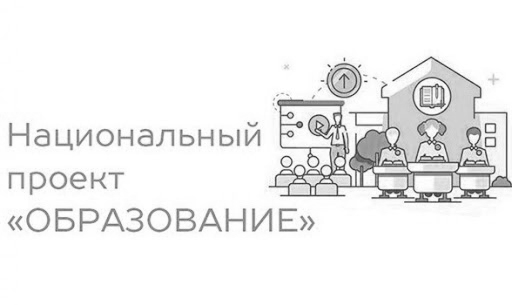 Национальный
проект
«ОБРАЗОВАНИЕ»